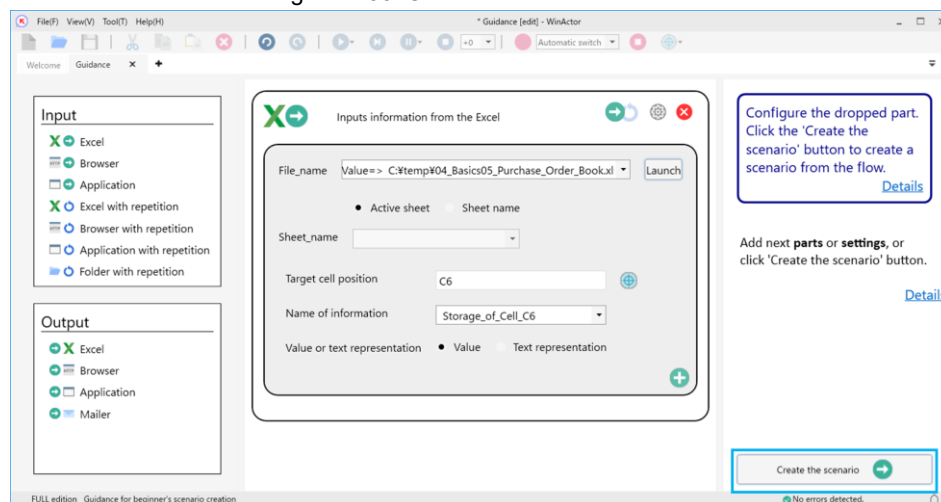 File(F) View(V) Tool(T) Help(H) * Guidance [edit] - WinActor
+0 Automatic switch
Welcome Guidance
Input
Excel
Browser
Application
Excel with repetition
Browser with repetition
Application with repetition
Folder with repetition
Output
Excel
Browser
Application
Mailer
Inputs information from the Excel
File_name Value=> C:¥temp¥04_Basics05_Purchase_Order_Book.xl Launch
Active sheet Sheet name
Sheet_name
Target cell position C6
Name of information Storage_of_Cell_C6
Value or text representation Value Text representation
Configure the dropped part.
Click the 'Create the
scenario' button to create a
scenario from the flow.
Details
Add next parts or settings, or
click 'Create the scenario' button.
Details
Create the scenario
FULL edition Guidance for beginner's scenario creation No errors detected.